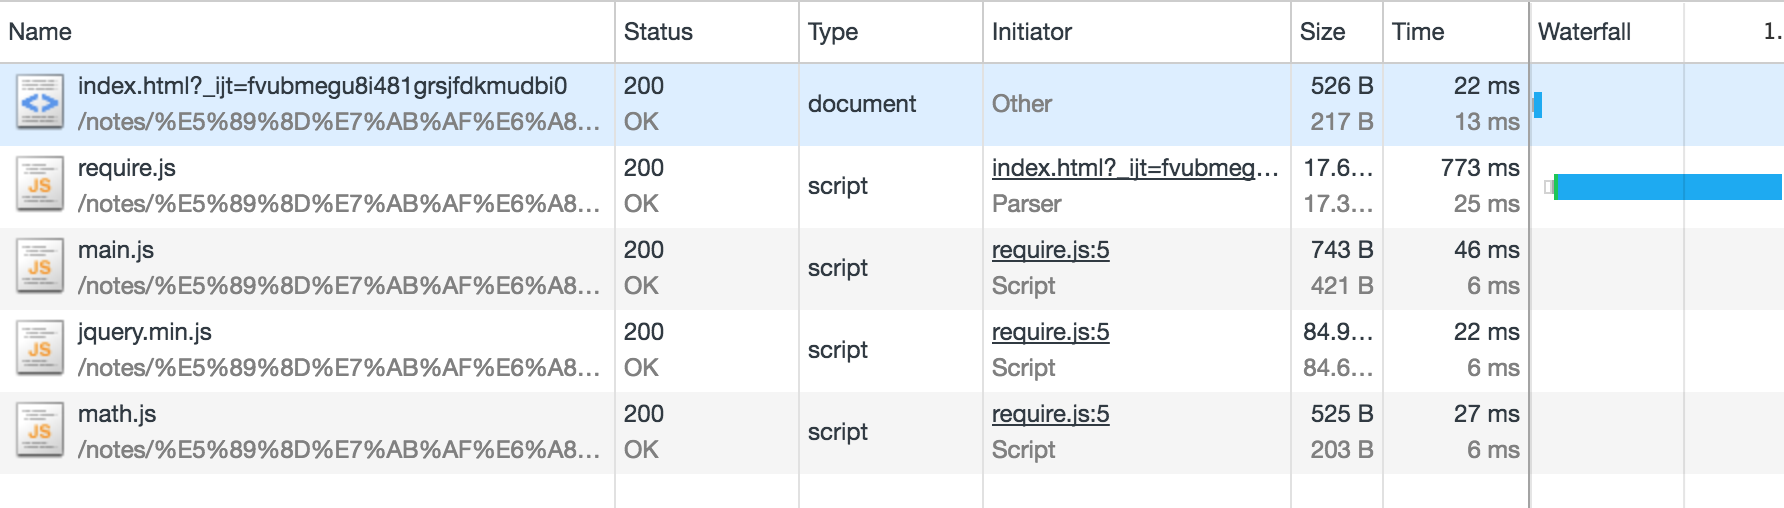 Name Status Type Initiator Size Time Waterfall 1.
index.html?_ijt=fvubmegu8i481grsjfdkmudbi0 200 document Other 526 B 22 ms
/notes/%E5%89%8D%E7%AB%AF%E6%A8... OK 217 B 13 ms
require.js 200 script index.html?_ijt=fvubmeg... 17.6... 773 ms
/notes/%E5%89%8D%E7%AB%AF%E6%A8... OK Parser 17.3... 25 ms
main.js 200 script require.js:5 743 B 46 ms
/notes/%E5%89%8D%E7%AB%AF%E6%A8... OK Script 421 B 6 ms
jquery.min.js 200 script require.js:5 84.9... 22 ms
/notes/%E5%89%8D%E7%AB%AF%E6%A8... OK Script 84.6... 6 ms
math.js 200 script require.js:5 525 B 27 ms
/notes/%E5%89%8D%E7%AB%AF%E6%A8... OK Script 203 B 6 ms
JS
JS
JS
JS